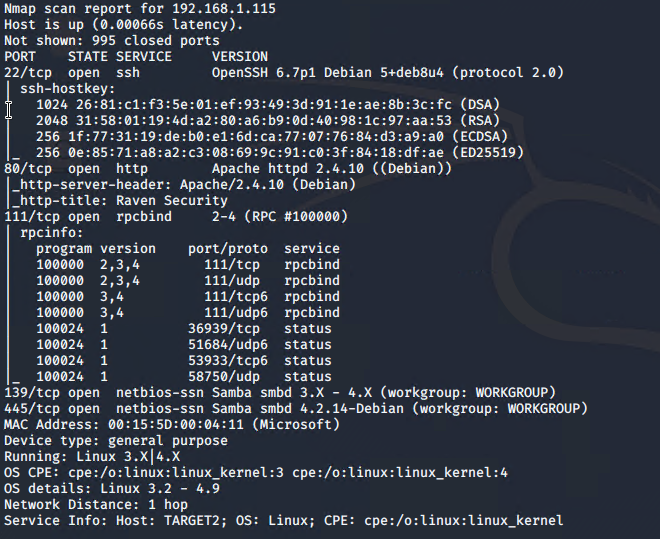 Nmap scan report for 192.168.1.115
Host is up (0.00066s latency).
Not shown: 995 closed ports
PORT    STATE SERVICE     VERSION
22/tcp  open  ssh         OpenSSH 6.7p1 Debian 5+deb8u4 (protocol 2.0)
| ssh-hostkey:
|   1024 26:81:c1:f3:5e:01:ef:93:49:3d:91:1e:ae:8b:3c:fc (DSA)
|   2048 31:58:01:19:4d:a2:80:a6:b9:0d:40:98:1c:97:aa:53 (RSA)
|   256 1f:77:31:19:de:b0:e1:6d:ca:77:07:76:84:d3:a9:a0 (ECDSA)
|_  256 0e:85:71:a8:a2:c3:08:69:9c:91:c0:3f:84:18:df:ae (ED25519)
80/tcp  open  http        Apache httpd 2.4.10 ((Debian))
|_http-server-header: Apache/2.4.10 (Debian)
|_http-title: Raven Security
111/tcp open  rpcbind     2-4 (RPC #100000)
| rpcinfo:
|   program version    port/proto  service
|   100000  2,3,4        111/tcp   rpcbind
|   100000  2,3,4        111/udp   rpcbind
|   100000  3,4          111/tcp6  rpcbind
|   100000  3,4          111/udp6  rpcbind
|   100024  1          36939/tcp   status
|   100024  1          51684/udp6  status
|   100024  1          53933/tcp6  status
|_  100024  1          58750/udp   status
139/tcp open  netbios-ssn Samba smbd 3.X - 4.X (workgroup: WORKGROUP)
445/tcp open  netbios-ssn Samba smbd 4.2.14-Debian (workgroup: WORKGROUP)
MAC Address: 00:15:5D:00:04:11 (Microsoft)
Device type: general purpose
Running: Linux 3.X|4.X
OS CPE: cpe:/o:linux:linux_kernel:3 cpe:/o:linux:linux_kernel:4
OS details: Linux 3.2 - 4.9
Network Distance: 1 hop
Service Info: Host: TARGET2; OS: Linux; CPE: cpe:/o:linux:linux_kernel